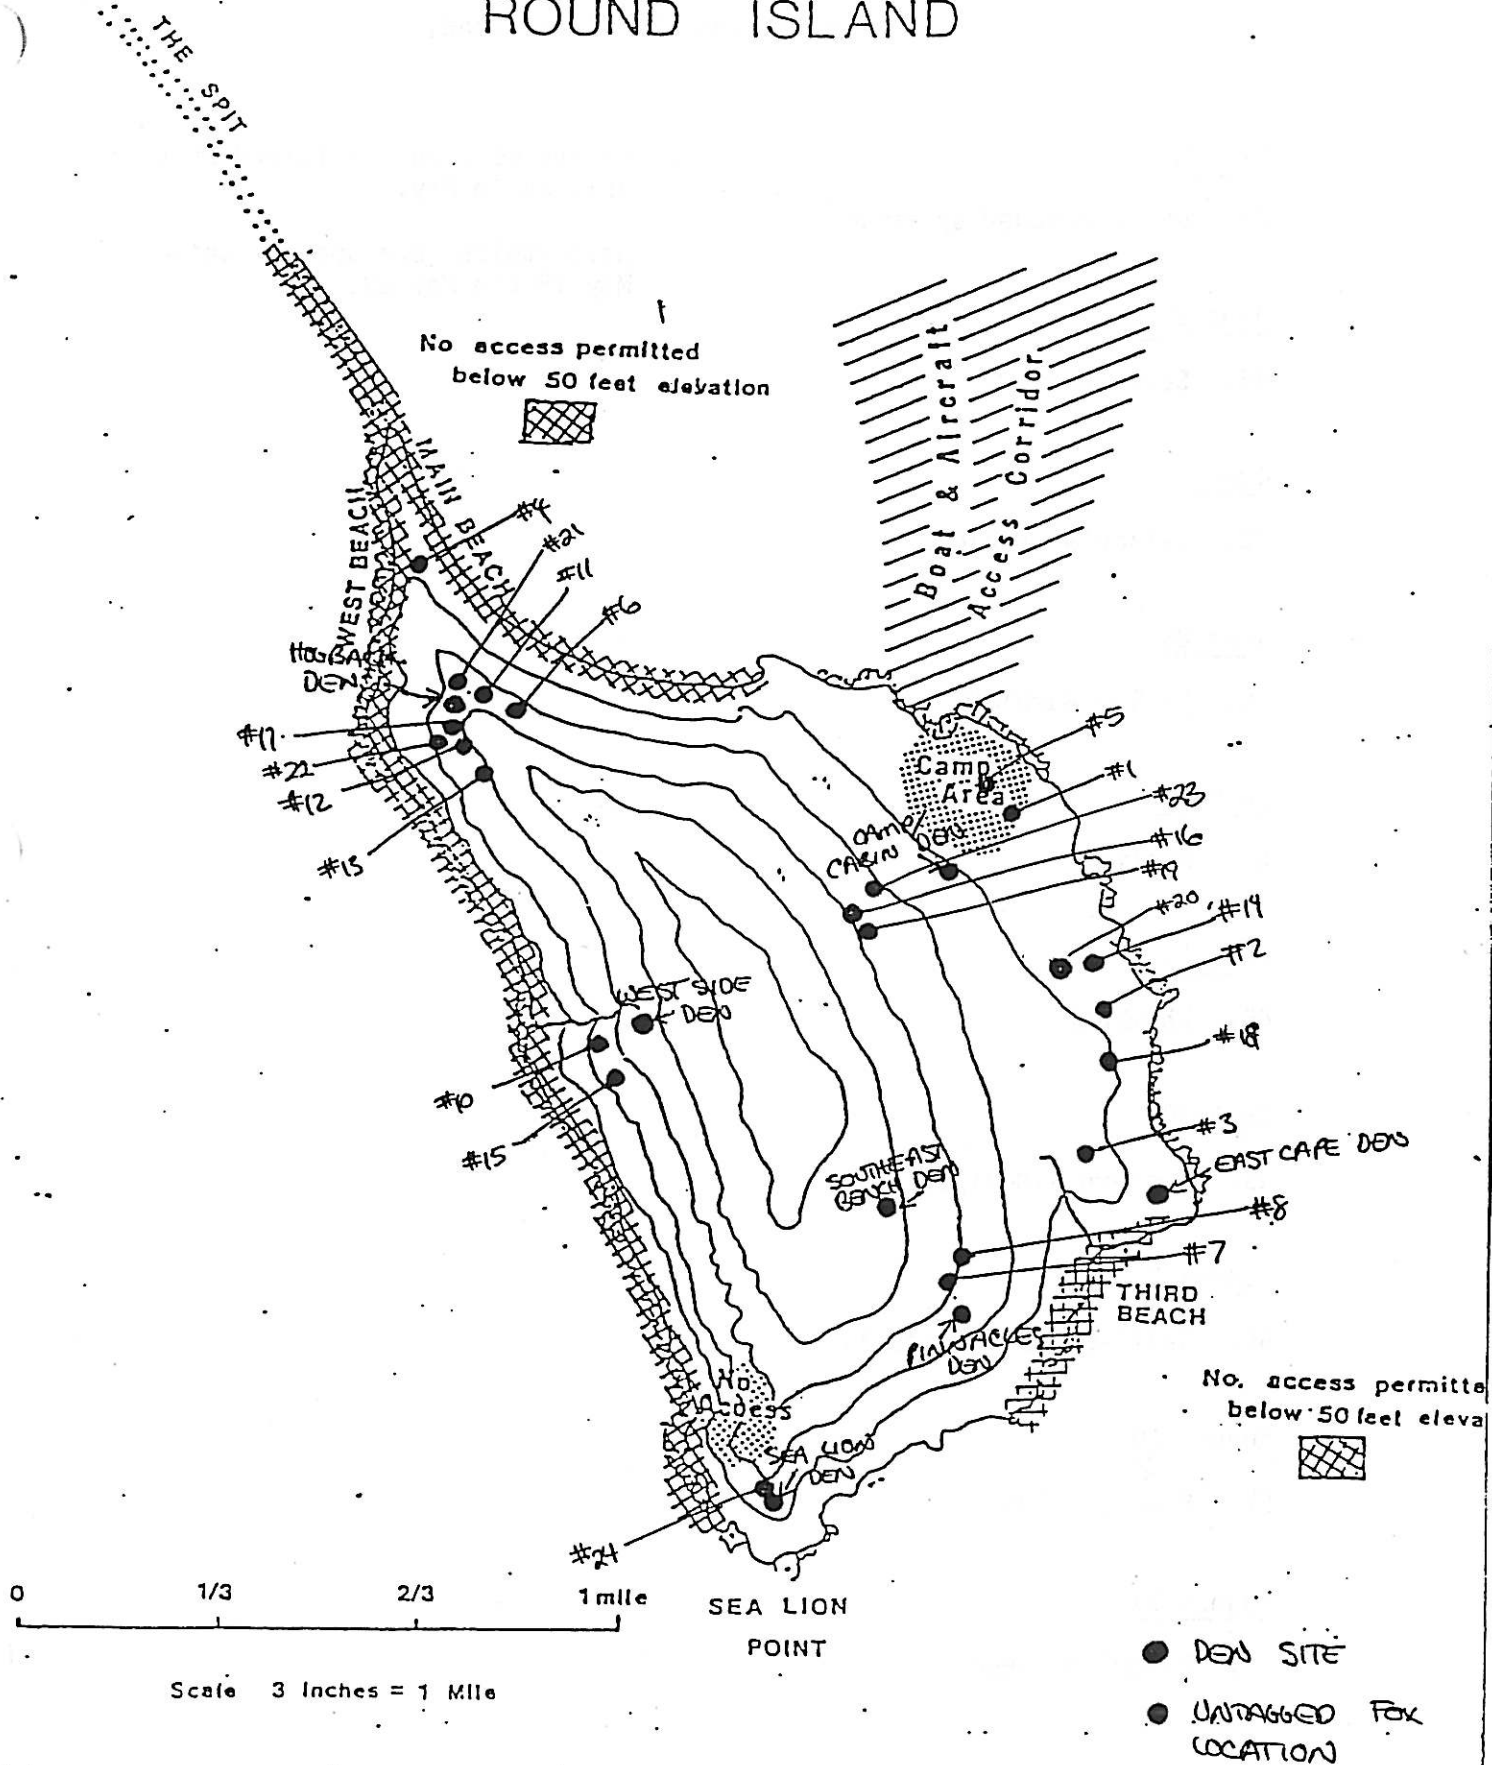 ROUND ISLAND
THE SPIT
No access permitted
below 50 feet elevation
Boat & Aircraft
Access Corridor
MAIN BEACH
WEST BEACH
#4
#21
#11
#6
HOGBACK
DEN
#17
#22
#12
#13
Camp
Area
#5
#1
#23
#16
#19
CAMP/
CABIN DEN
#20
#14
#2
#18
WEST SIDE
DEN
#10
#15
#3
EAST CAPE DEN
SOUTHEAST
BENCH DEN
#8
#7
THIRD
BEACH
PINNACLES
DEN
No
Access
No. access permitte
below 50 feet eleva
SEA LION
DEN
#24
0 1/3 2/3 1 mile
SEA LION
POINT
Scale 3 Inches = 1 Mile
DEN SITE
UNTAGGED FOX
LOCATION